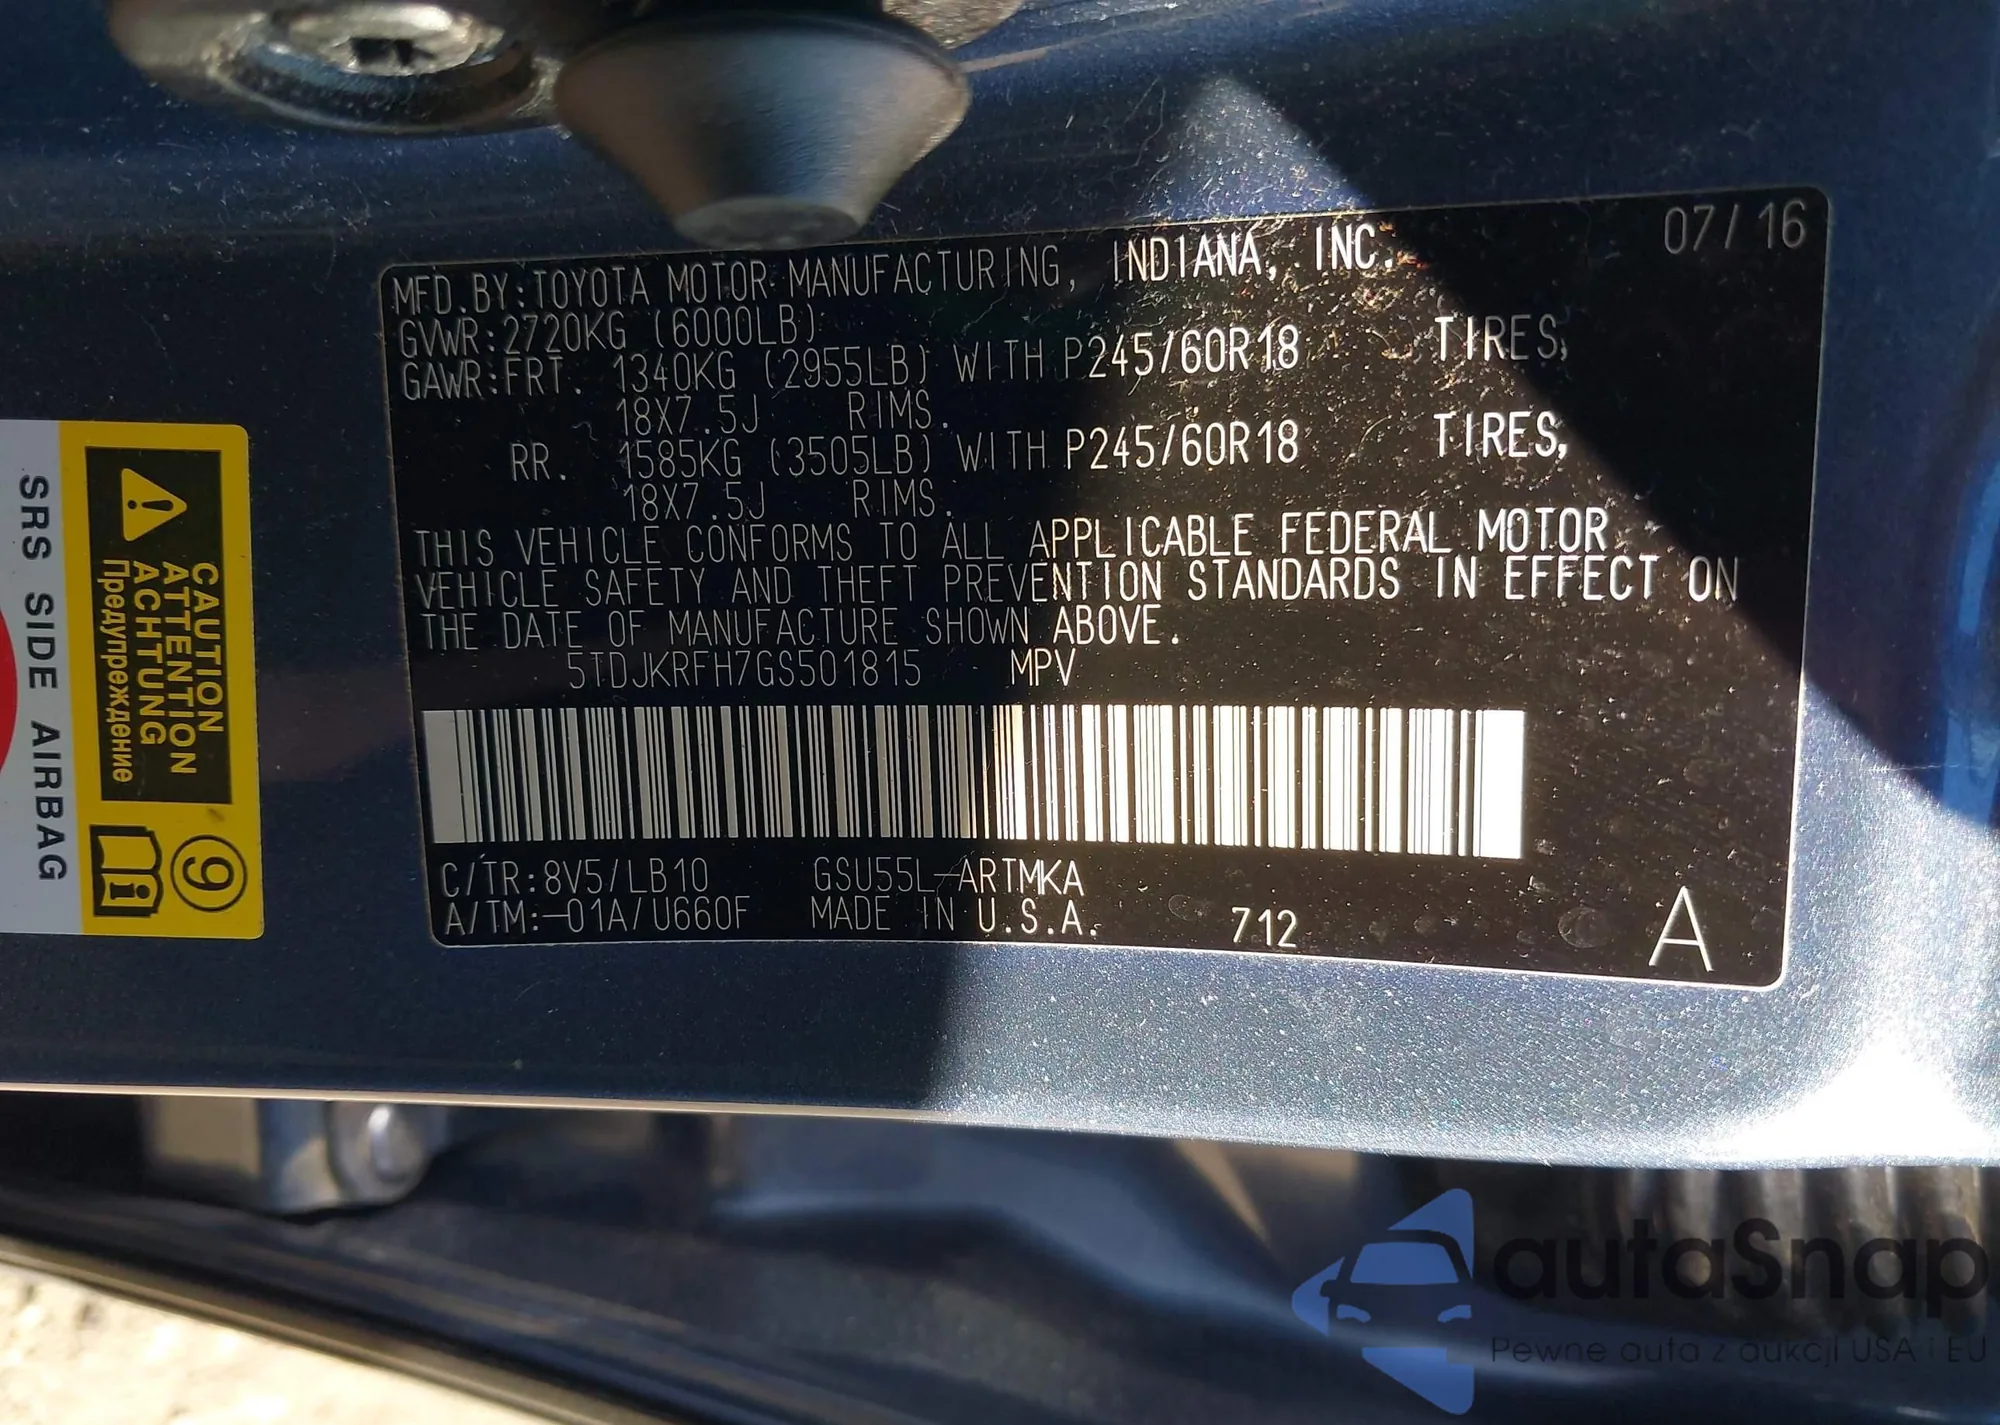 07/16
MFD.BY:TOYOTA MOTOR MANUFACTURING, INDIANA, INC.
GVWR:2720KG (6000LB)
GAWR:FRT. 1340KG (2955LB) WITH P245/60R18 TIRES,
18X7.5J RIMS.
RR. 1585KG (3505LB) WITH P245/60R18 TIRES,
18X7.5J RIMS.
THIS VEHICLE CONFORMS TO ALL APPLICABLE FEDERAL MOTOR
VEHICLE SAFETY AND THEFT PREVENTION STANDARDS IN EFFECT ON
THE DATE OF MANUFACTURE SHOWN ABOVE.
5TDJKRFH7GS501815 MPV
C/TR:8V5/LB10 GSU55L-ARTMKA
A/TM:-01A/U660F MADE IN U.S.A. 712 A
CAUTION
ATTENTION
ACHTUNG
Предупреждение
9
SRS SIDE AIRBAG
autaSnap
Pewne auta z aukcji USA i EU